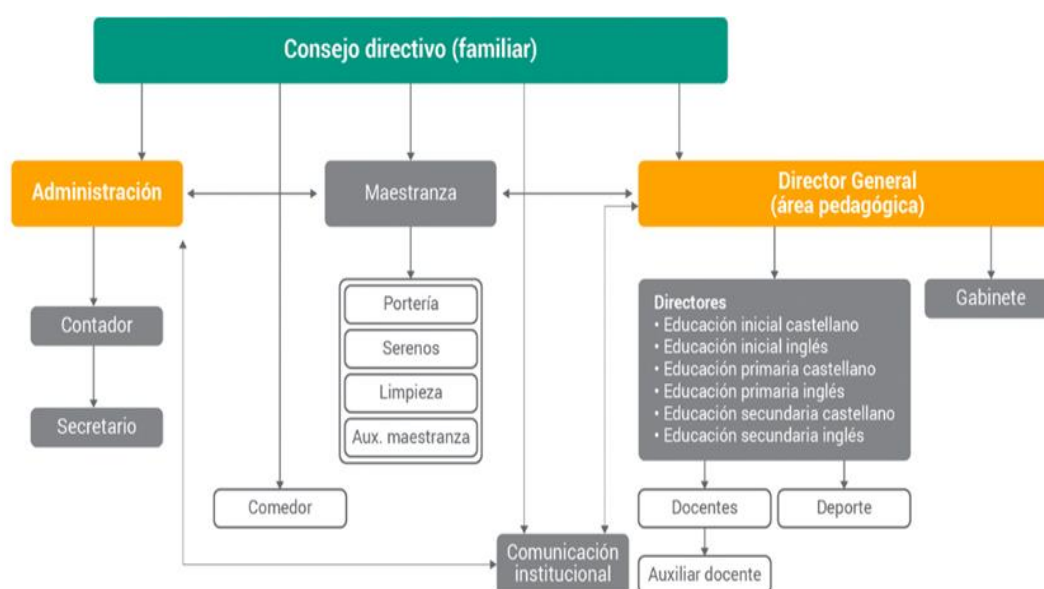 Consejo directivo (familiar)
Administración
Maestranza
Director General
(área pedagógica)
Contador
Secretario
Portería
Serenos
Limpieza
Aux. maestranza
Comedor
Comunicación
institucional
Directores
• Educación inicial castellano
• Educación inicial inglés
• Educación primaria castellano
• Educación primaria inglés
• Educación secundaria castellano
• Educación secundaria inglés
Gabinete
Docentes
Deporte
Auxiliar docente